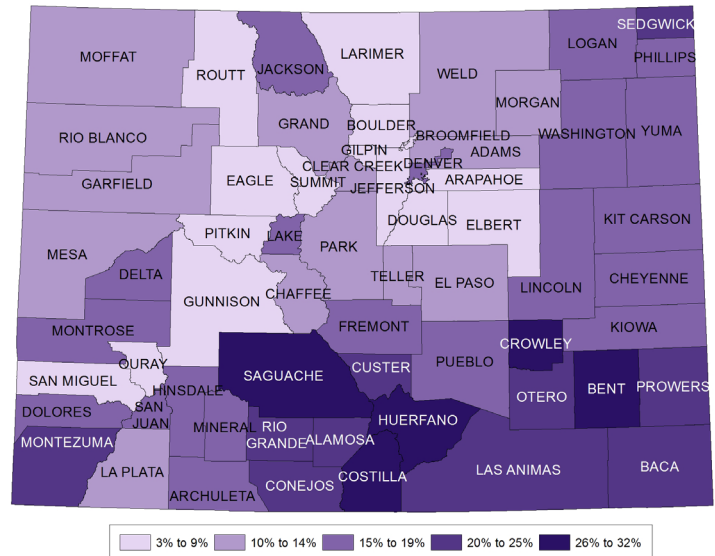 SEDGWICK
LARIMER
LOGAN
MOFFAT
PHILLIPS
JACKSON
ROUTT
WELD
MORGAN
GRAND
BOULDER
RIO BLANCO
BROOMFIELD
WASHINGTON
YUMA
GILPIN
ADAMS
CLEAR CREEK
DENVER
GARFIELD
EAGLE
SUMMIT
ARAPAHOE
JEFFERSON
DOUGLAS
ELBERT
KIT CARSON
PITKIN
LAKE
PARK
MESA
DELTA
TELLER
EL PASO
CHEYENNE
LINCOLN
CHAFFEE
GUNNISON
FREMONT
KIOWA
MONTROSE
CROWLEY
OURAY
PUEBLO
CUSTER
SAGUACHE
SAN MIGUEL
HINSDALE
OTERO
BENT
PROWERS
DOLORES
SAN
JUAN
HUERFANO
MINERAL
RIO
GRANDE
ALAMOSA
MONTEZUMA
LAS ANIMAS
BACA
LA PLATA
COSTILLA
CONEJOS
ARCHULETA
3% to 9%
10% to 14%
15% to 19%
20% to 25%
26% to 32%